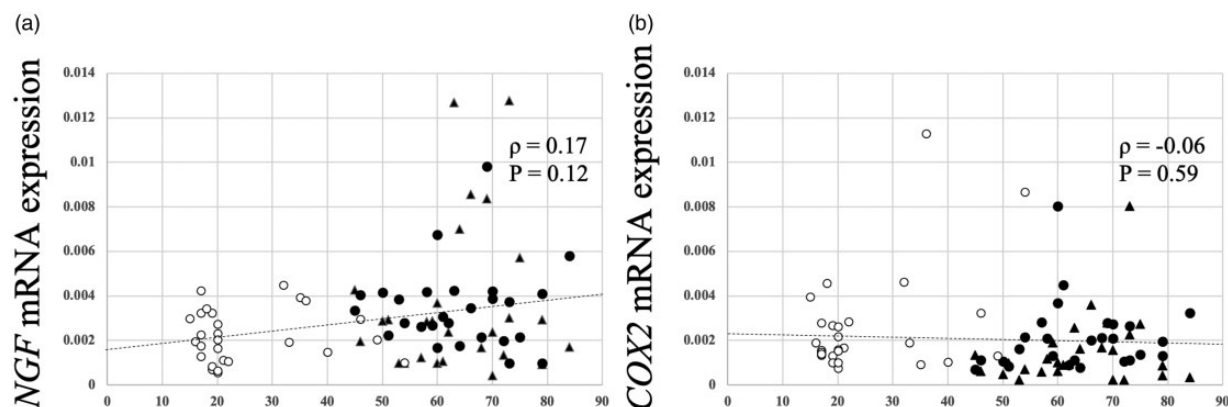 (a)
NGF mRNA expression
0.014
0.012
0.01
0.008
0.006
0.004
0.002
0
ρ = 0.17
P = 0.12
0 10 20 30 40 50 60 70 80 90
(b)
COX2 mRNA expression
0.014
0.012
0.01
0.008
0.006
0.004
0.002
0
ρ = -0.06
P = 0.59
0 10 20 30 40 50 60 70 80 90